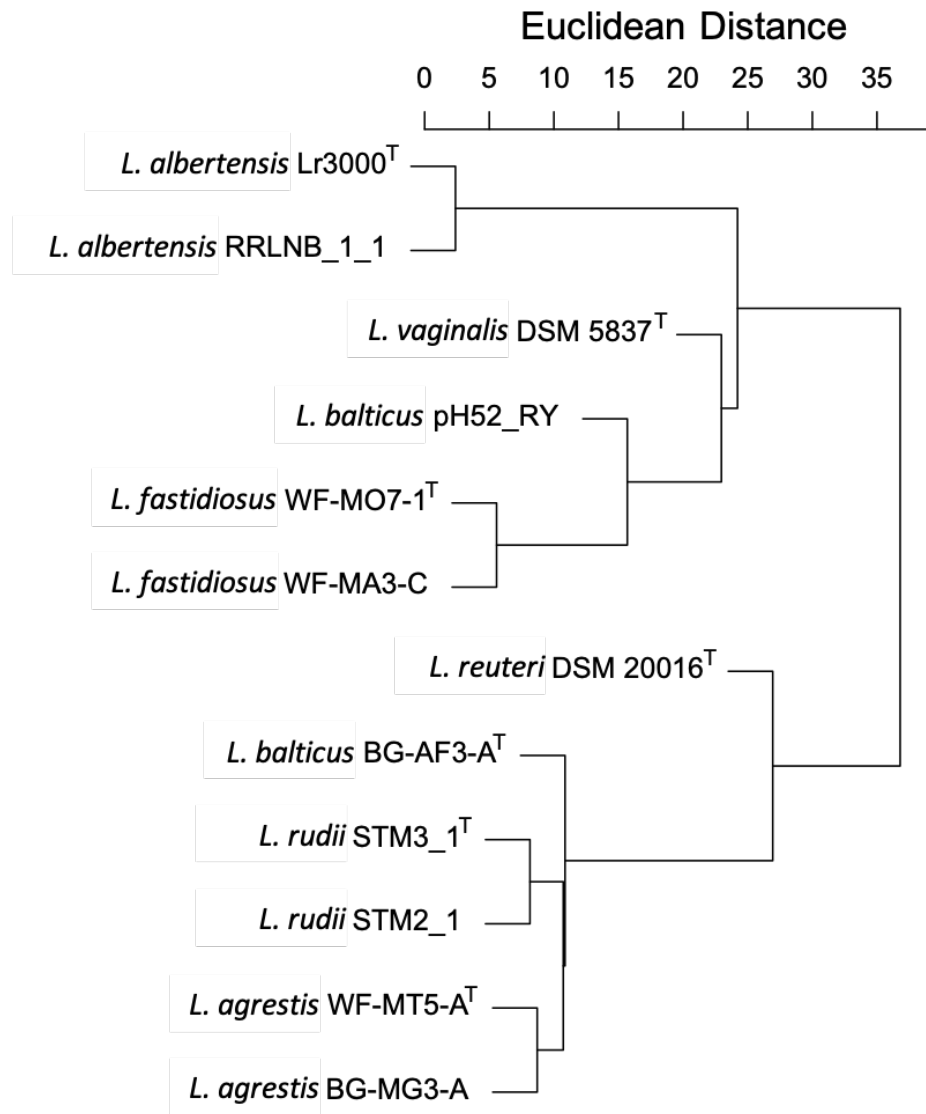 Euclidean Distance
0 5 10 15 20 25 30 35
L. albertensis Lr3000T
L. albertensis RRLNB_1_1
L. vaginalis DSM 5837T
L. balticus pH52_RY
L. fastidiosus WF-MO7-1T
L. fastidiosus WF-MA3-C
L. reuteri DSM 20016T
L. balticus BG-AF3-AT
L. rudii STM3_1T
L. rudii STM2_1
L. agrestis WF-MT5-AT
L. agrestis BG-MG3-A